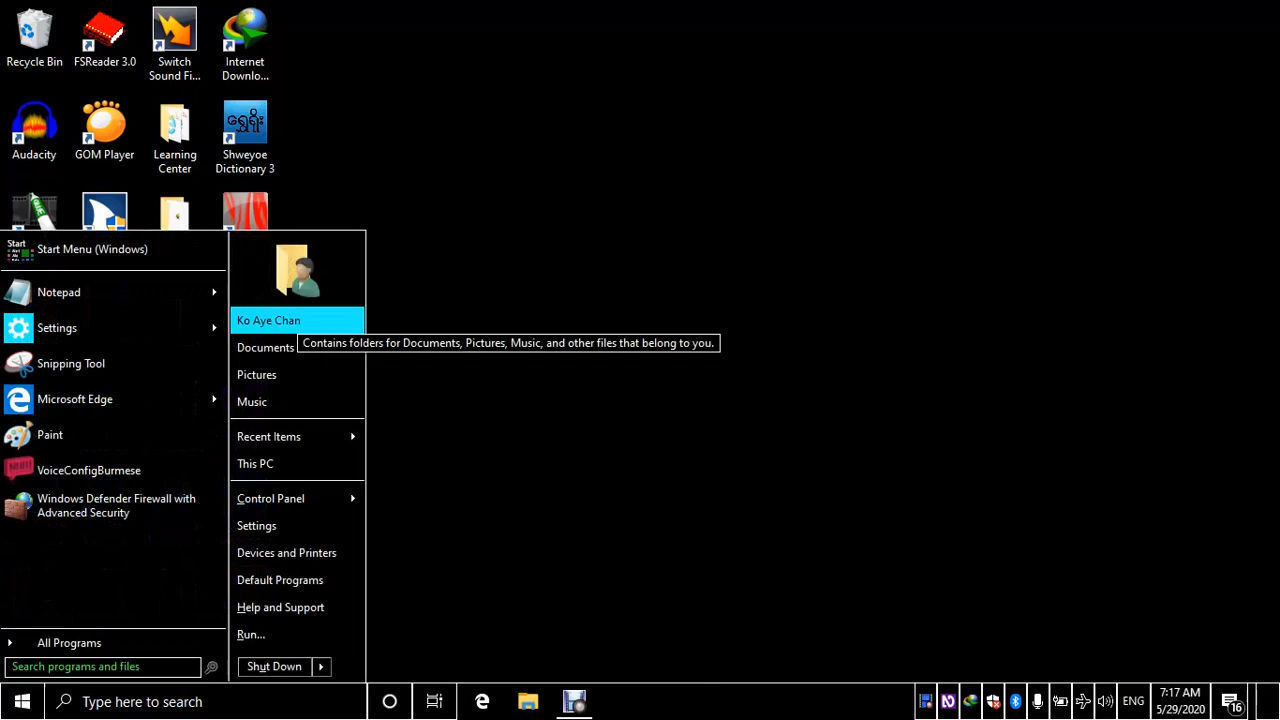 Recycle Bin
FSReader 3.0
Switch
Sound Fi...
Internet
Downlo...
Audacity
GOM Player
Learning
Center
ရွှေရိုး
Shweyoe
Dictionary 3
Start
Start Menu (Windows)
Notepad
Settings
Snipping Tool
Microsoft Edge
Paint
VoiceConfigBurmese
Windows Defender Firewall with
Advanced Security
All Programs
Search programs and files
Ko Aye Chan
Contains folders for Documents, Pictures, Music, and other files that belong to you.
Documents
Pictures
Music
Recent Items
This PC
Control Panel
Settings
Devices and Printers
Default Programs
Help and Support
Run...
Shut Down
Type here to search
ENG
7:17 AM
5/29/2020
16